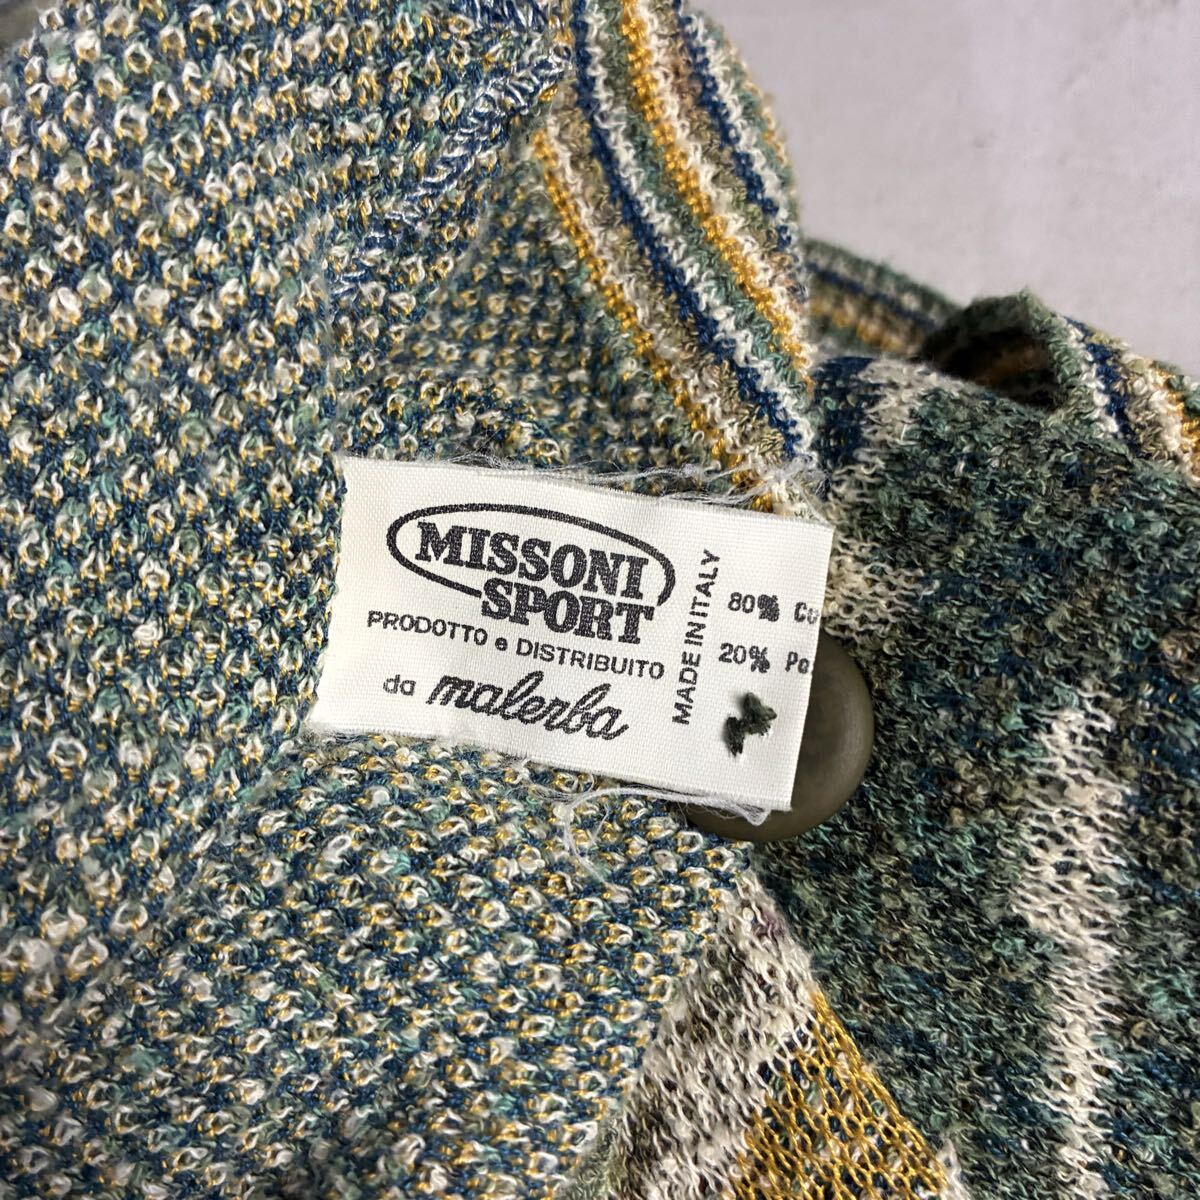 MISSONI
SPORT
PRODOTTO e DISTRIBUITO
da malerba
MADE IN ITALY
80%
20%